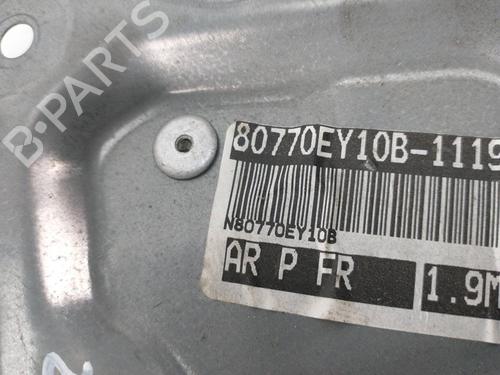 B-PARTS
80770EY10B-1119
N80770EY10B
AR P FR
1.9M